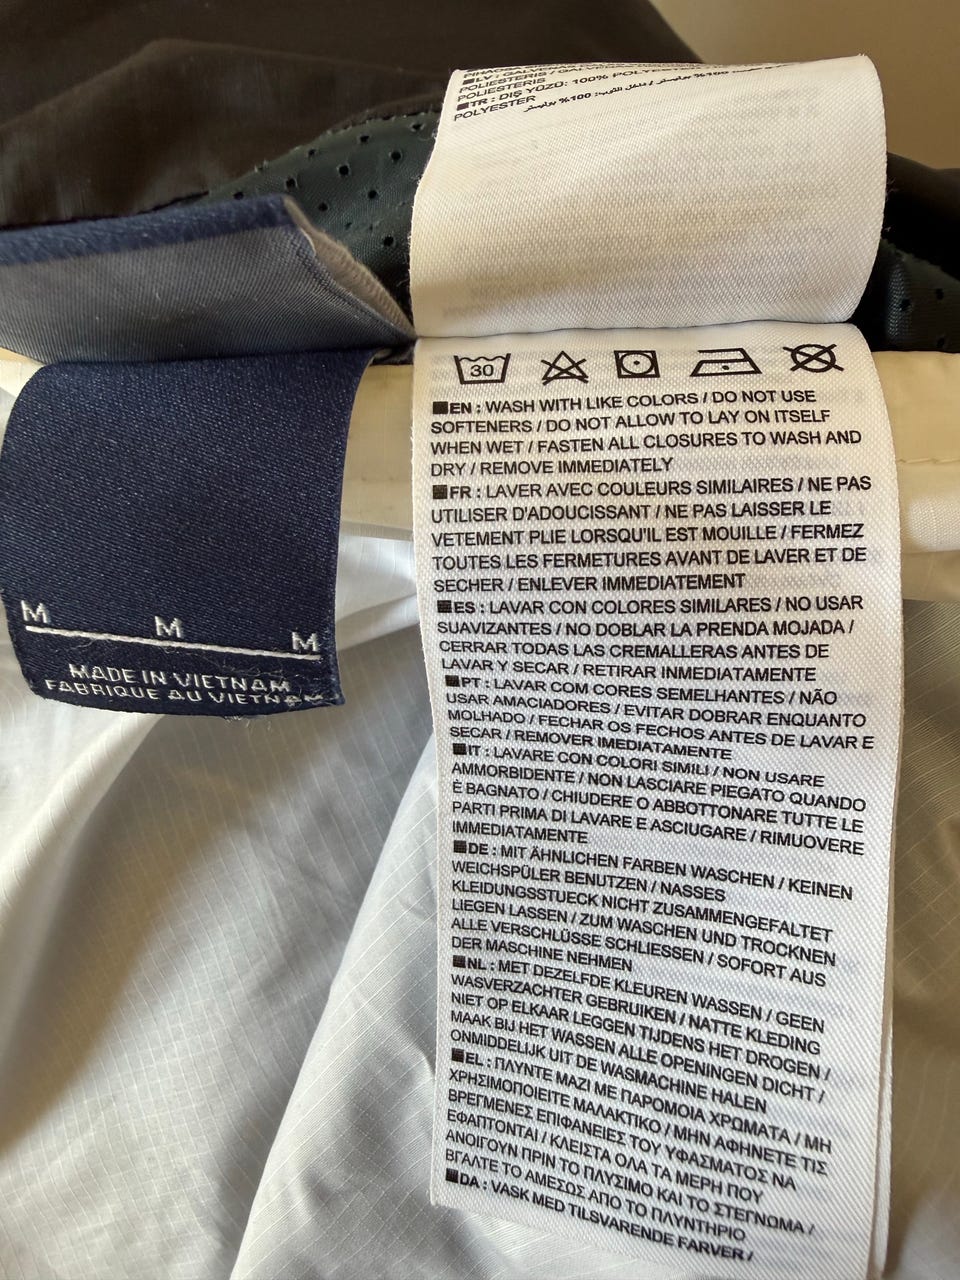 POLIESTERIS /
TR : DIŞ YÜZÜ: 100%
POLYESTER
30
EN : WASH WITH LIKE COLORS / DO NOT USE
SOFTENERS / DO NOT ALLOW TO LAY ON ITSELF
WHEN WET / FASTEN ALL CLOSURES TO WASH AND
DRY / REMOVE IMMEDIATELY
FR : LAVER AVEC COULEURS SIMILAIRES / NE PAS
UTILISER D'ADOUCISSANT / NE PAS LAISSER LE
VETEMENT PLIE LORSQU'IL EST MOUILLE / FERMEZ
TOUTES LES FERMETURES AVANT DE LAVER ET DE
SECHER / ENLEVER IMMEDIATEMENT
ES : LAVAR CON COLORES SIMILARES / NO USAR
SUAVIZANTES / NO DOBLAR LA PRENDA MOJADA /
CERRAR TODAS LAS CREMALLERAS ANTES DE
LAVAR Y SECAR / RETIRAR INMEDIATAMENTE
PT : LAVAR COM CORES SEMELHANTES / NÃO
USAR AMACIADORES / EVITAR DOBRAR ENQUANTO
MOLHADO / FECHAR OS FECHOS ANTES DE LAVAR E
SECAR / REMOVER IMEDIATAMENTE
IT : LAVARE CON COLORI SIMILI / NON USARE
AMMORBIDENTE / NON LASCIARE PIEGATO QUANDO
È BAGNATO / CHIUDERE O ABBOTTONARE TUTTE LE
PARTI PRIMA DI LAVARE E ASCIUGARE / RIMUOVERE
IMMEDIATAMENTE
DE : MIT ÄHNLICHEN FARBEN WASCHEN / KEINEN
WEICHSPÜLER BENUTZEN / NASSES
KLEIDUNGSSTUECK NICHT ZUSAMMENGEFALTET
LIEGEN LASSEN / ZUM WASCHEN UND TROCKNEN
ALLE VERSCHLÜSSE SCHLIESSEN / SOFORT AUS
DER MASCHINE NEHMEN
NL : MET DEZELFDE KLEUREN WASSEN / GEEN
WASVERZACHTER GEBRUIKEN / NATTE KLEDING
NIET OP ELKAAR LEGGEN TIJDENS HET DROGEN /
MAAK BIJ HET WASSEN ALLE OPENINGEN DICHT /
ONMIDDELIJK UIT DE WASMACHINE HALEN
EL : ΠΛΥΝΤΕ ΜΑΖΙ ΜΕ ΠΑΡΟΜΟΙΑ ΧΡΩΜΑΤΑ / ΜΗ
ΧΡΗΣΙΜΟΠΟΙΕΙΤΕ ΜΑΛΑΚΤΙΚΟ / ΜΗΝ ΑΦΗΝΕΤΕ ΤΙΣ
ΒΡΕΓΜΕΝΕΣ ΕΠΙΦΑΝΕΙΕΣ ΤΟΥ ΥΦΑΣΜΑΤΟΣ ΝΑ
ΕΦΑΠΤΟΝΤΑΙ / ΚΛΕΙΣΤΑ ΟΛΑ ΤΑ ΜΕΡΗ ΠΟΥ
ΑΝΟΙΓΟΥΝ ΠΡΙΝ ΤΟ ΠΛΥΣΙΜΟ ΚΑΙ ΤΟ ΣΤΕΓΝΩΜΑ /
ΒΓΑΛΤΕ ΤΟ ΑΜΕΣΩΣ ΑΠΟ ΤΟ ΠΛΥΝΤΗΡΙΟ
DA : VASK MED TILSVARENDE FARVER /
M M M
MADE IN VIETNAM
FABRIQUE AU VIETNAM